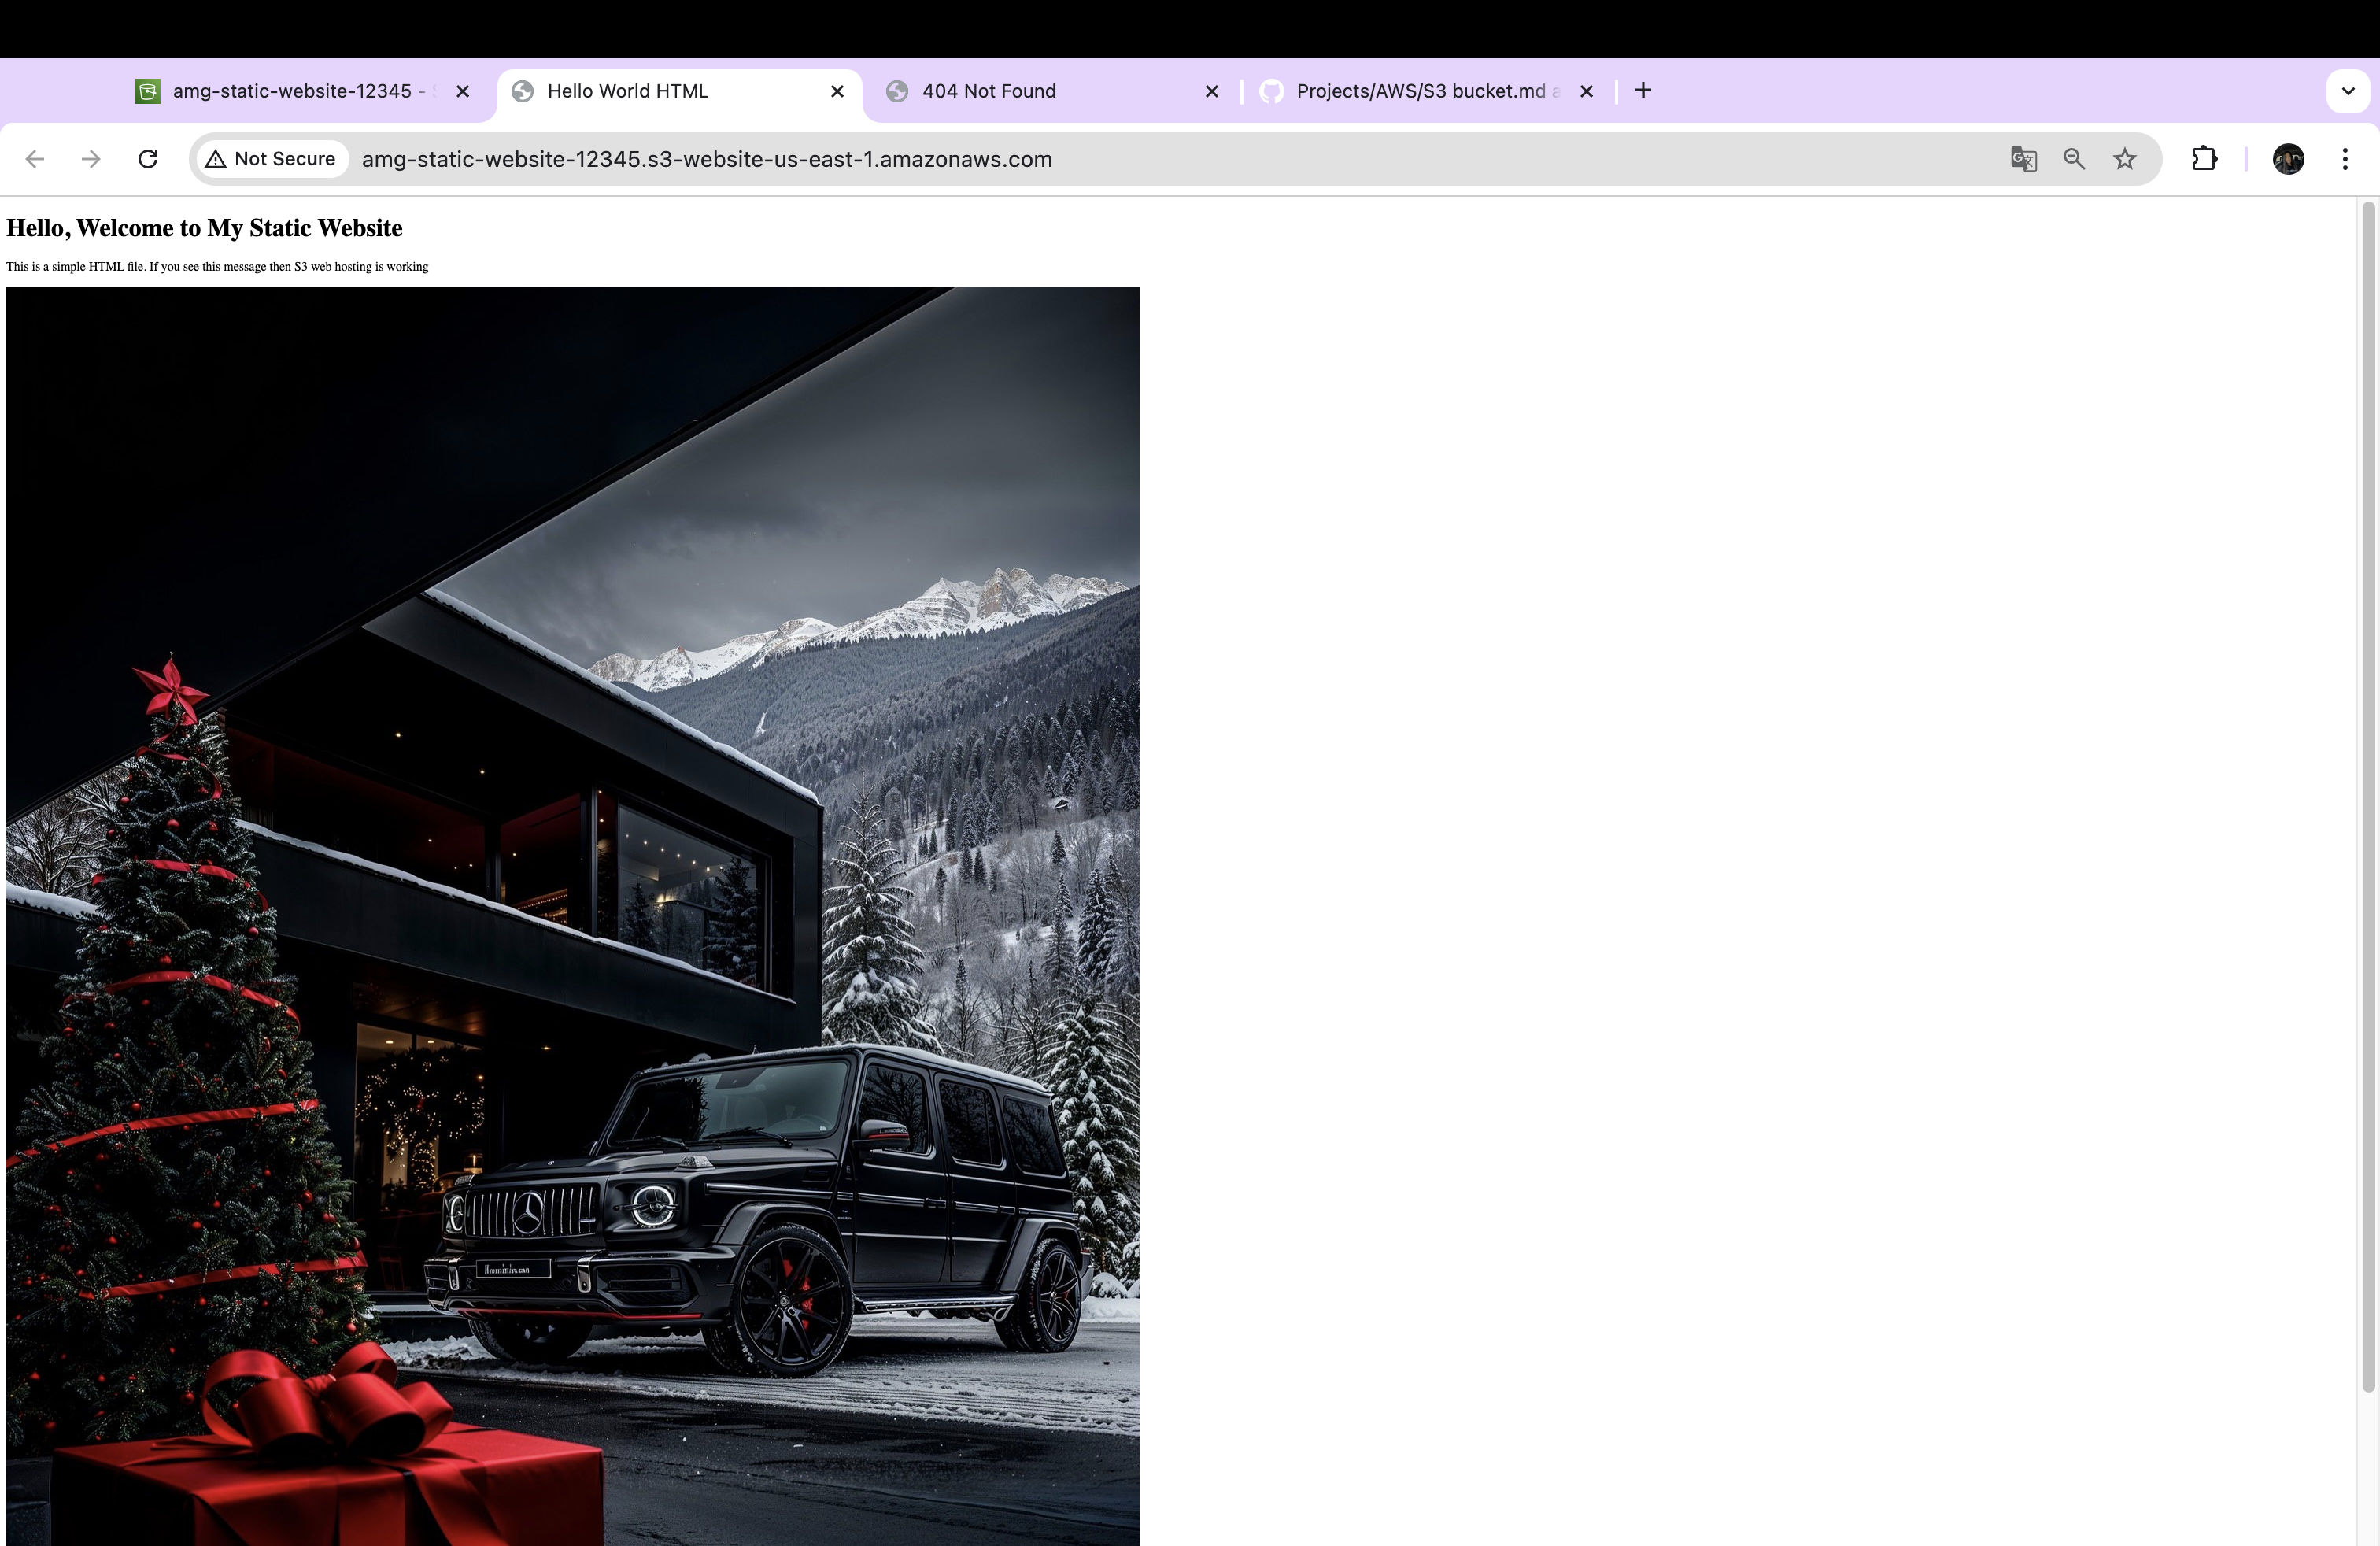 amg-static-website-12345 -
Hello World HTML
404 Not Found
Projects/AWS/S3 bucket.md
Not Secure
amg-static-website-12345.s3-website-us-east-1.amazonaws.com
Hello, Welcome to My Static Website
This is a simple HTML file. If you see this message then S3 web hosting is working